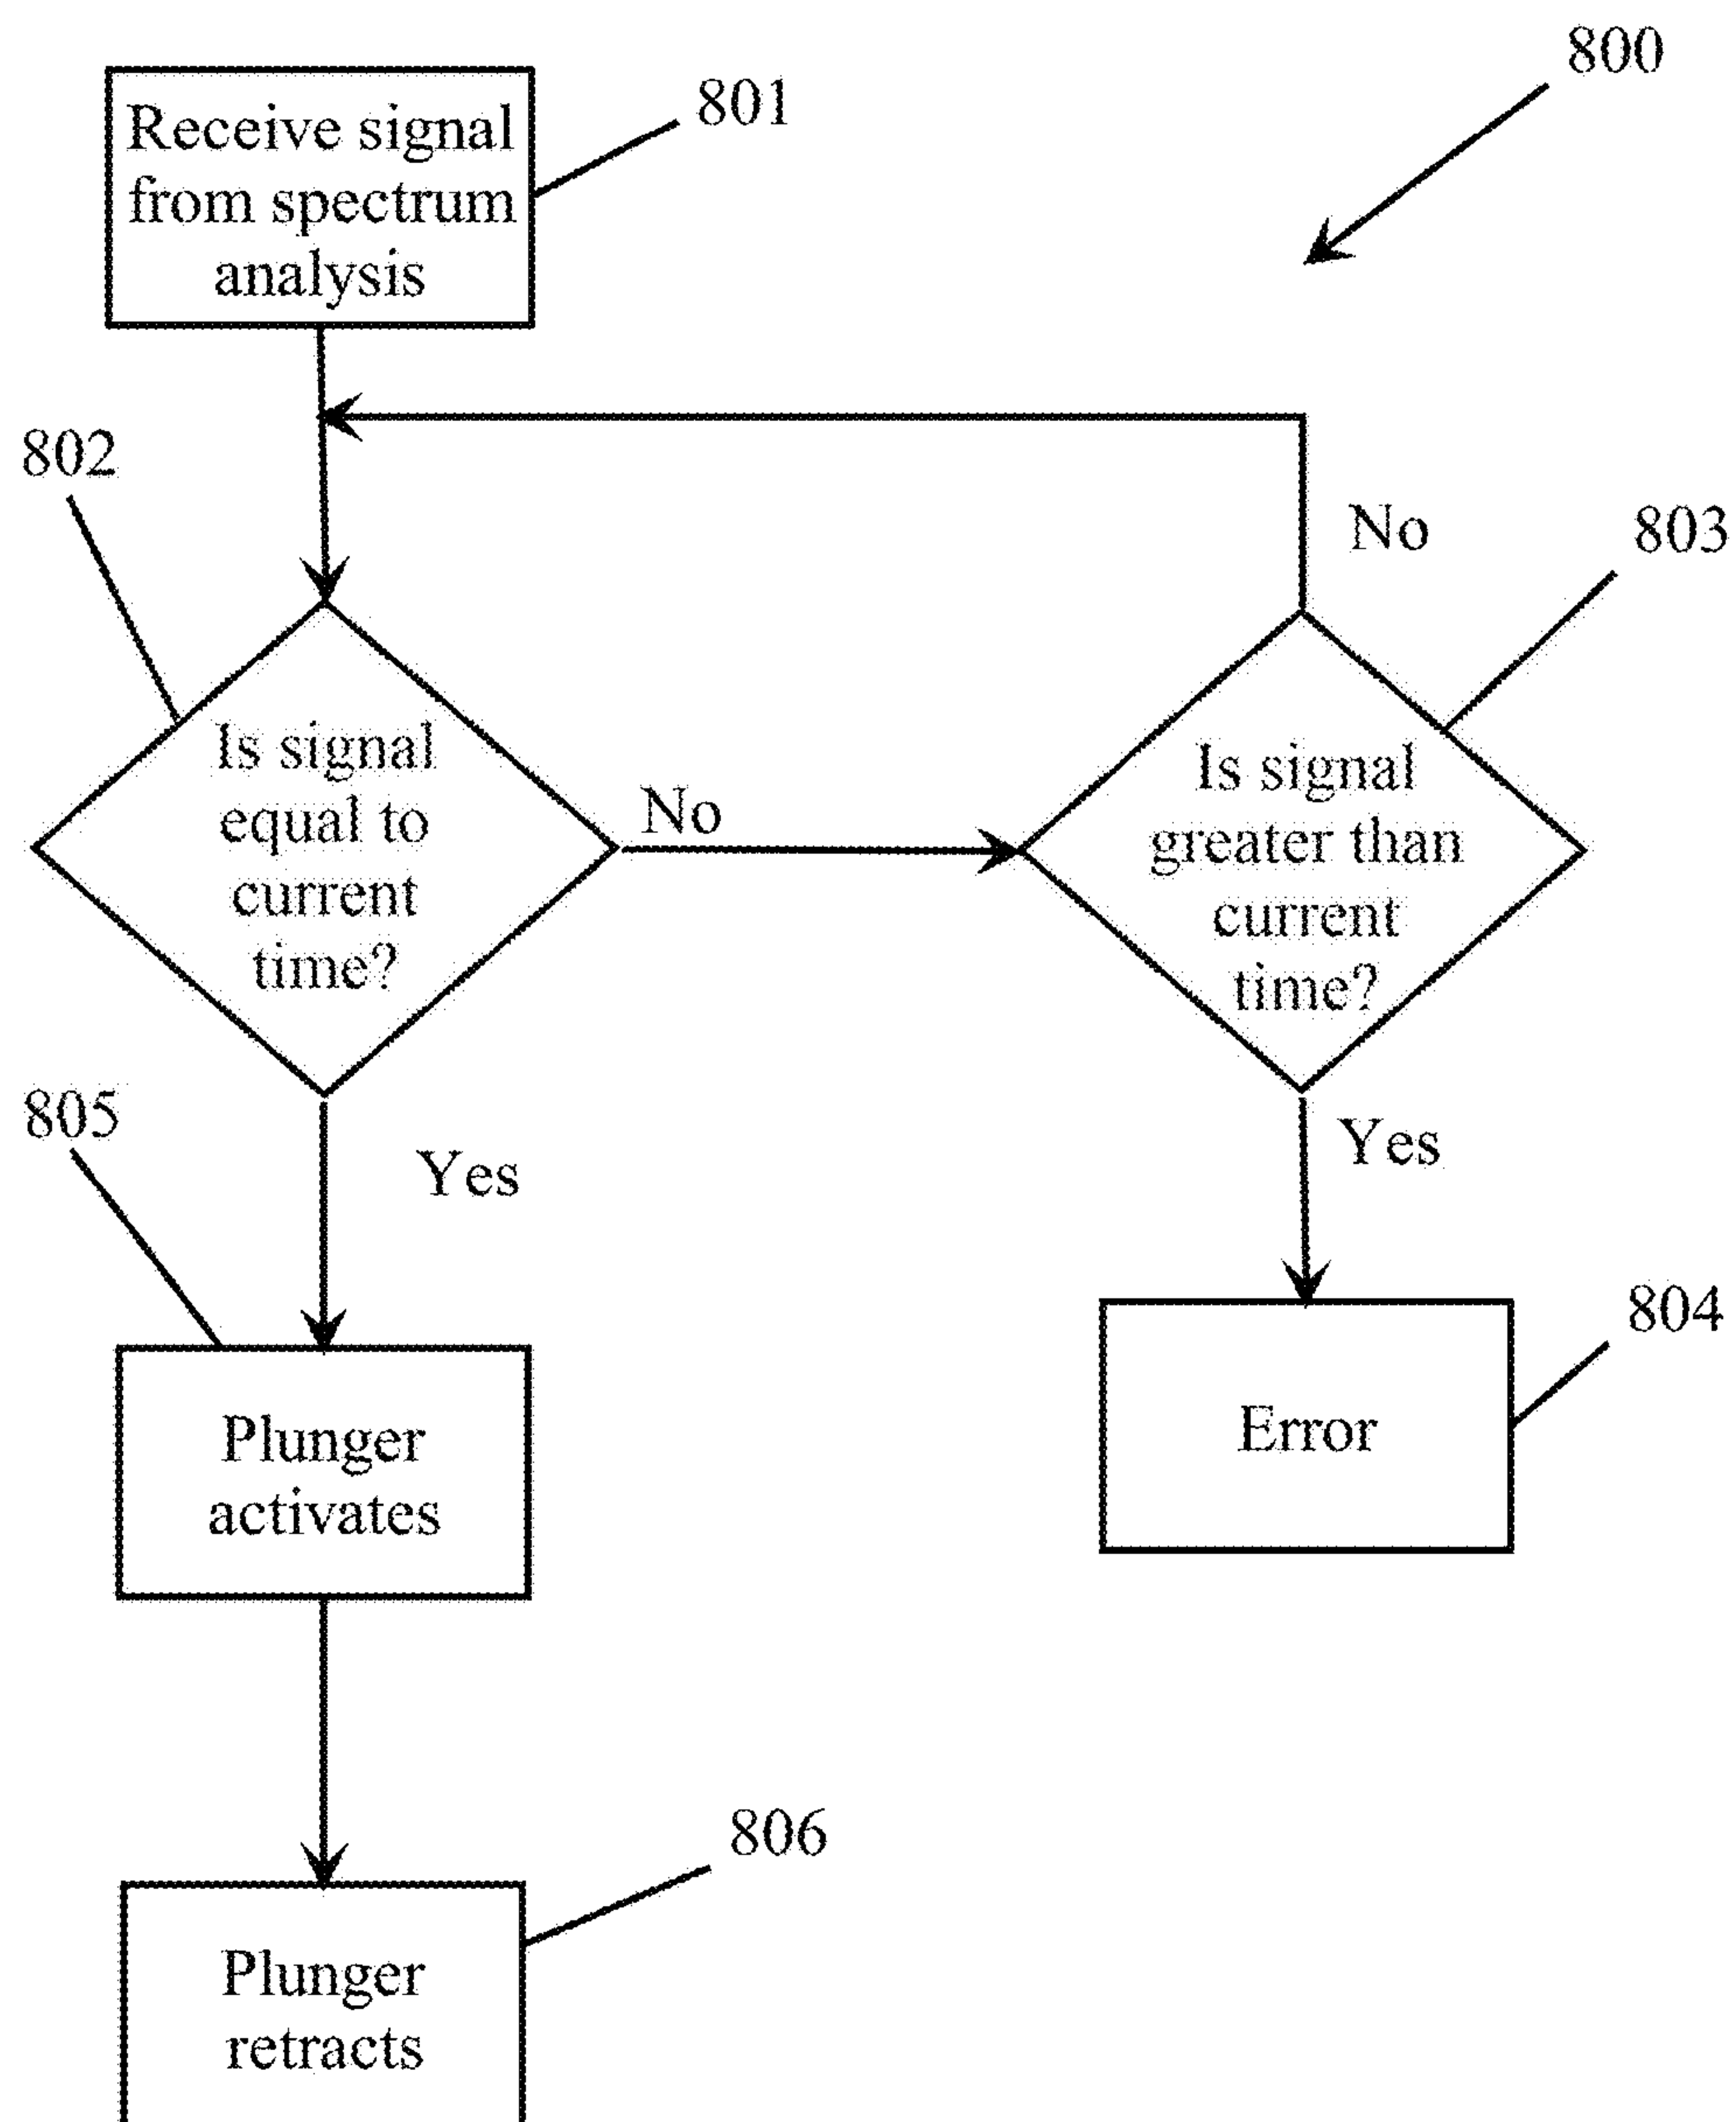 800
801
Receive signal
from spectrum
analysis
802
No
803
Is signal
equal to
current
time?
No
Is signal
greater than
current
time?
805
Yes
Yes
804
Plunger
activates
Error
806
Plunger
retracts